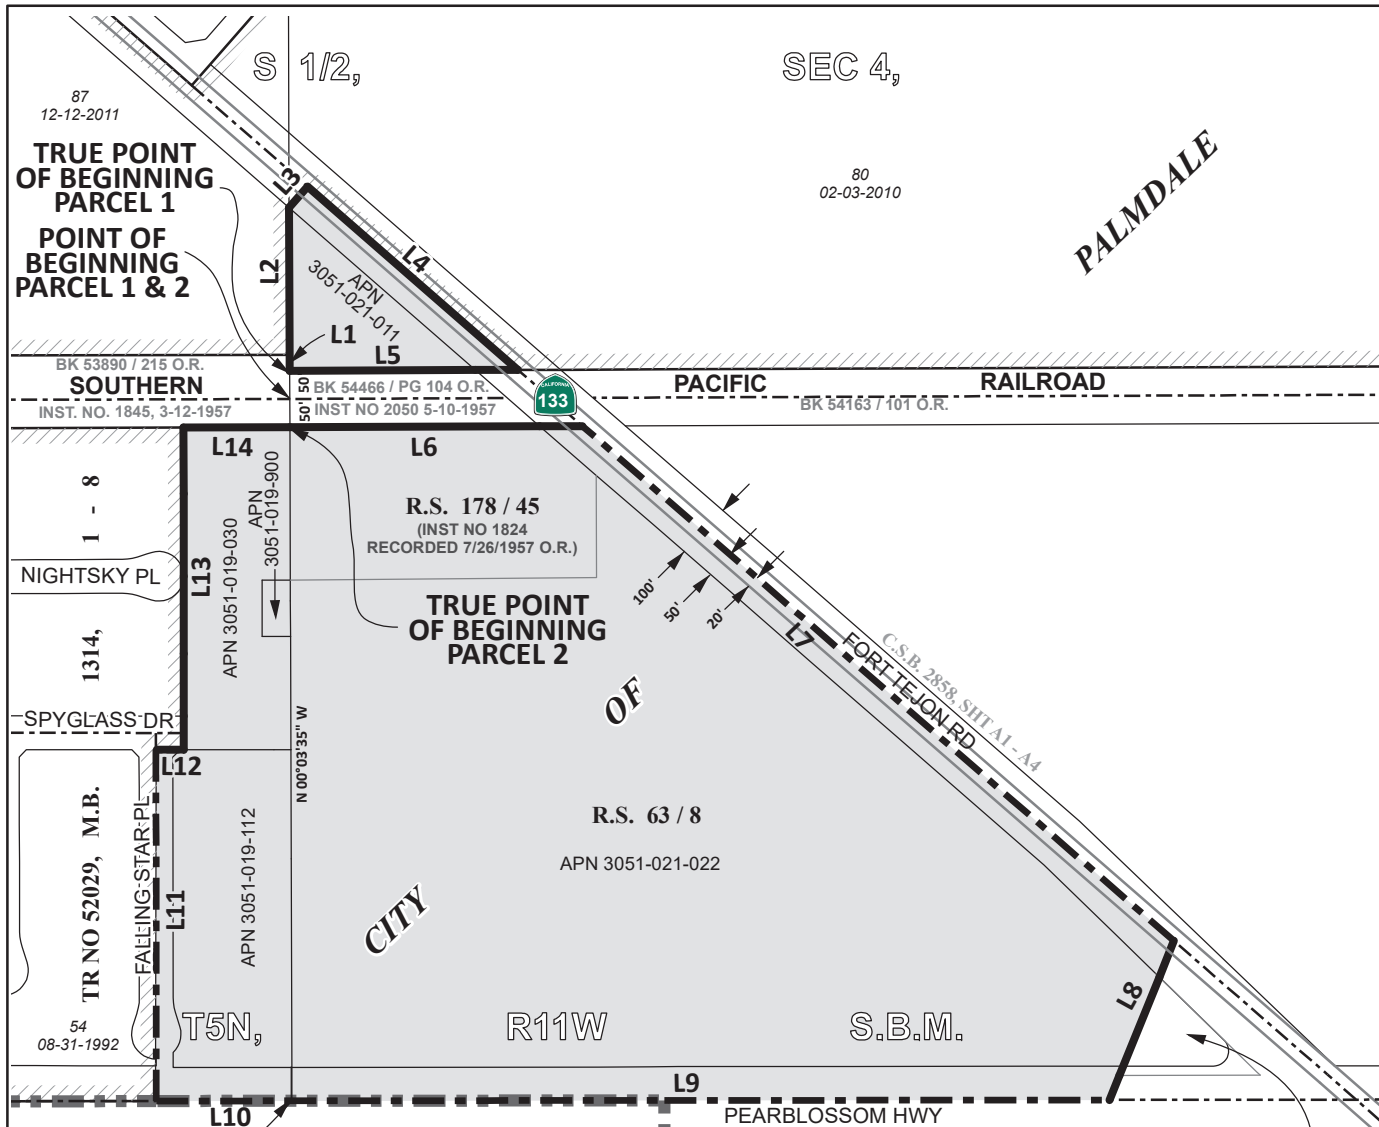 S 1/2,
SEC 4,
87
12-12-2011
TRUE POINT
OF BEGINNING
PARCEL 1
POINT OF
BEGINNING
PARCEL 1 & 2
80
02-03-2010
PALMDALE
L3
L4
L2
APN
3051-021-011
L1
L5
BK 53890 / 215 O.R.
SOUTHERN
PACIFIC
RAILROAD
50'
BK 54466 / PG 104 O.R.
INST. NO. 1845, 3-12-1957
50'
INST NO 2050 5-10-1957
CALIFORNIA
133
BK 54163 / 101 O.R.
L14
L6
1 - 8
APN
3051-019-900
R.S. 178 / 45
(INST NO 1824
RECORDED 7/26/1957 O.R.)
APN 3051-019-030
L13
NIGHTSKY PL
TRUE POINT
OF BEGINNING
PARCEL 2
100'
50'
20'
L7
1314,
FORT TEJON RD
C.S.B. 2858, SHT A1 - A4
OF
SPYGLASS DR
L12
N 00°03'35" W
TR NO 52029, M.B.
FALLING STAR PL
L11
APN 3051-019-112
R.S. 63 / 8
APN 3051-021-022
CITY
L8
T5N,
R11W
S.B.M.
54
08-31-1992
L9
L10
PEARBLOSSOM HWY